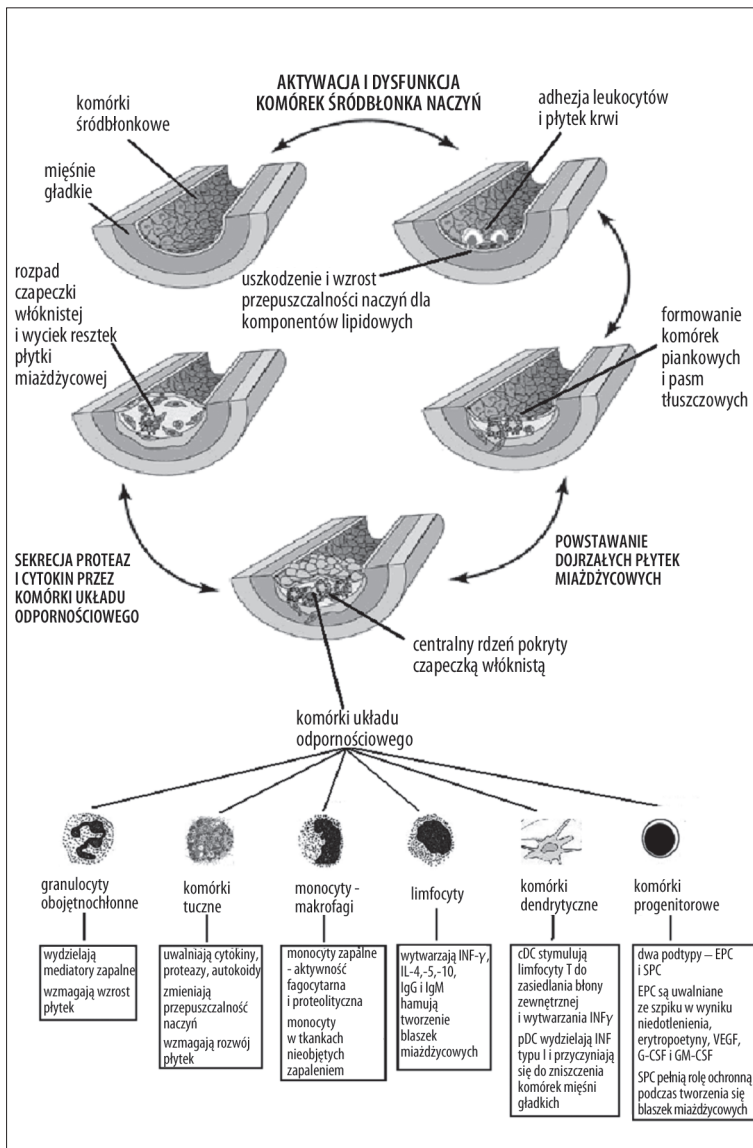 AKTYWACJA I DYSFUNKCJA
KOMÓREK ŚRÓDBŁONKA NACZYŃ
komórki
śródbłonkowe
adhezja leukocytów
i płytek krwi
mięśnie
gładkie
uszkodzenie i wzrost
przepuszczalności naczyń dla
komponentów lipidowych
rozpad
czapeczki
włóknistej
i wyciek resztek
płytki
miażdżycowej
formowanie
komórek
piankowych
i pasm
tłuszczowych
SEKRECJA PROTEAZ
I CYTOKIN PRZEZ
KOMÓRKI UKŁADU
ODPORNOŚCIOWEGO
POWSTAWANIE
DOJRZAŁYCH PŁYTEK
MIAŻDŻYCOWYCH
centralny rdzeń pokryty
czapeczką włóknistą
komórki układu
odpornościowego
granulocyty
obojętnochłonne
wydzielają
mediatory zapalne
wzmagają wzrost
płytek
komórki
tuczne
uwalniają cytokiny,
proteazy, autokoidy
zmieniają
przepuszczalność
naczyń
wzmagają rozwój
płytek
monocyty -
makrofagi
monocyty zapalne
- aktywność
fagocytarna
i proteolityczna
monocyty
w tkankach
nieobjętych
zapaleniem
limfocyty
wytwarzają INF-γ,
IL-4,-5,-10,
IgG i IgM
hamują
tworzenie
blaszek
miażdżycowych
komórki
dendrytyczne
cDC stymulują
limfocyty T do
zasiedlania błony
zewnętrznej
i wytwarzania INFγ
pDC wydzielają INF
typu I i przyczyniają
się do zniszczenia
komórek mięśni
gładkich
komórki
progenitorowe
dwa podtypy – EPC
i SPC
EPC są uwalniane
ze szpiku w wyniku
niedotlenienia,
erytropoetyny, VEGF,
G-CSF i GM-CSF
SPC pełnią rolę ochronną
podczas tworzenia się
blaszek miażdżycowych